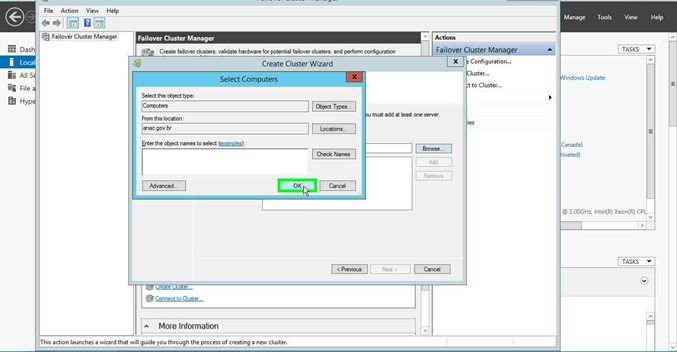 File Action View Help
Failover Cluster Manager
Failover Cluster Manager
Create failover clusters, validate hardware for potential failover clusters, and perform configuration
Actions
Failover Cluster Manager
Configuration...
Cluster...
ct to Cluster...
Manage Tools View Help
TASKS
Windows Update
Canada)
tivated)
@ 2.00GHz, Intel(R) Xeon(R) CPU
TASKS
Dash
Local
All Se
File a
Hype
Create Cluster Wizard
ou must add at least one server.
Browse...
Add
Remove
< Previous
Next >
Cancel
Select Computers
Select this object type:
Computers
Object Types...
From this location:
anac.gov.br
Locations...
Enter the object names to select (examples):
Check Names
Advanced...
OK
Cancel
Create Cluster...
Connect to Cluster...
More Information
This action launches a wizard that will guide you through the process of creating a new cluster.